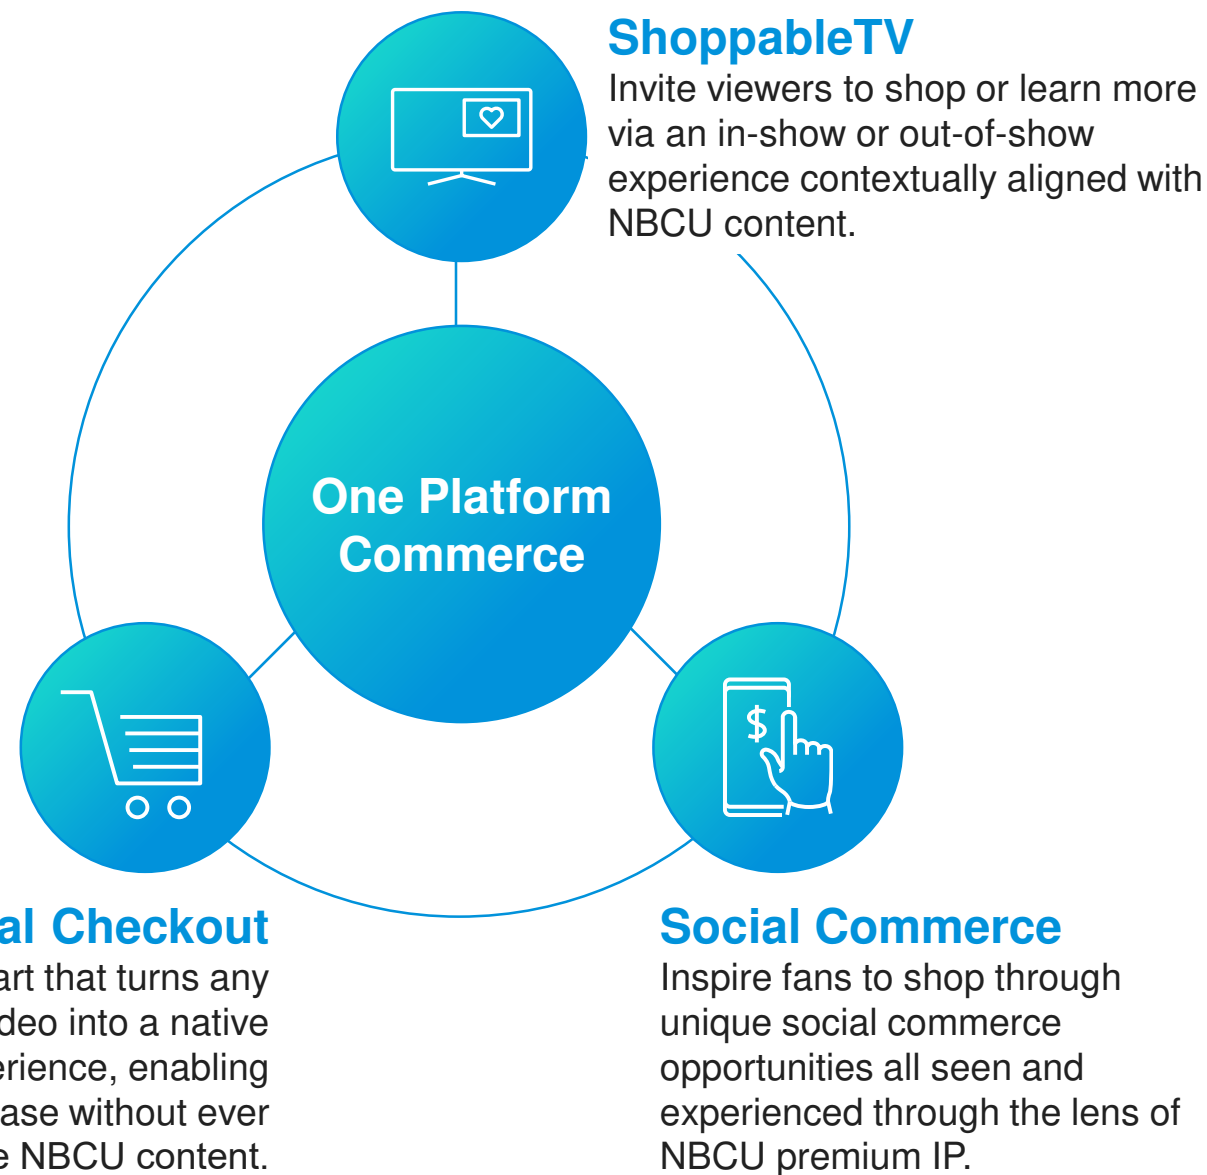 ShoppableTV
Invite viewers to shop or learn more
via an in-show or out-of-show
experience contextually aligned with
NBCU content.
One Platform
Commerce
$
al Checkout
art that turns any
deo into a native
erience, enabling
ase without ever
e NBCU content.
Social Commerce
Inspire fans to shop through
unique social commerce
opportunities all seen and
experienced through the lens of
NBCU premium IP.